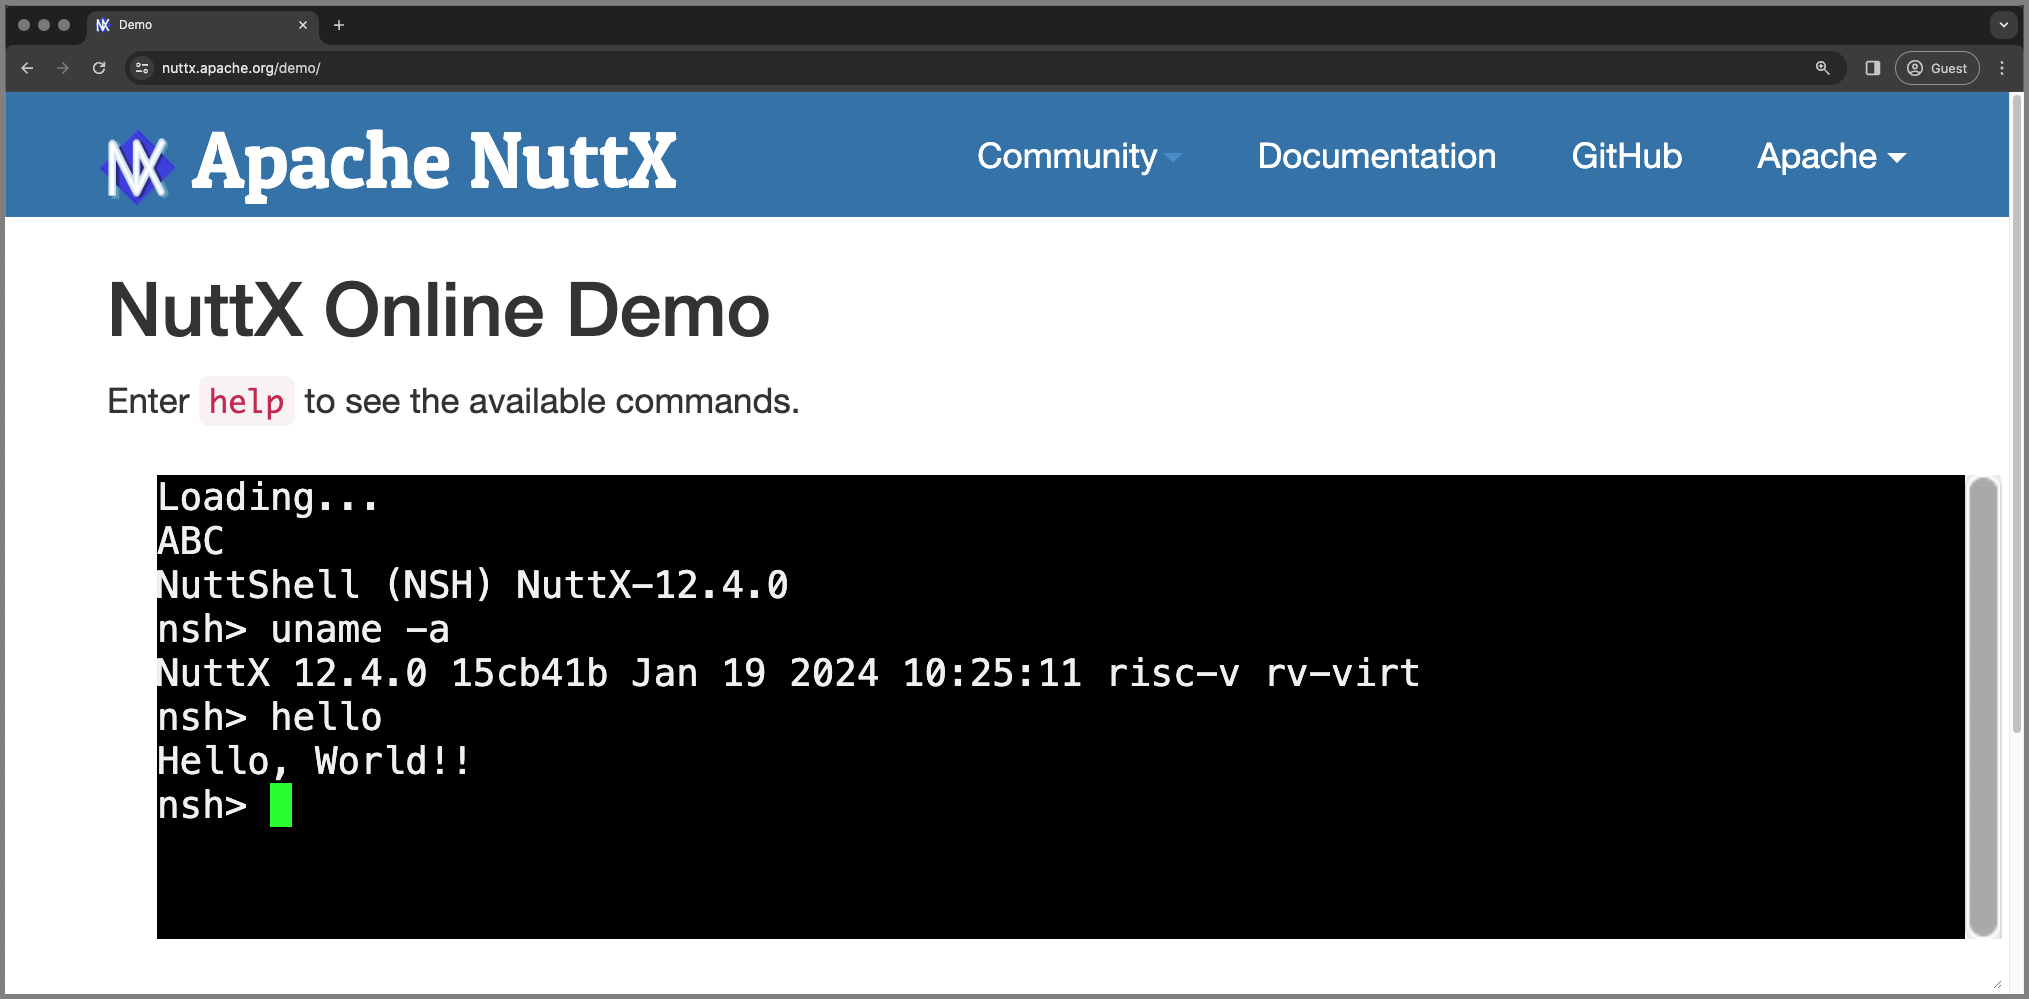 Demo
nuttx.apache.org/demo/
Guest
Apache NuttX
Community
Documentation
GitHub
Apache
NuttX Online Demo
Enter help to see the available commands.
Loading...
ABC
NuttShell (NSH) NuttX-12.4.0
nsh> uname -a
NuttX 12.4.0 15cb41b Jan 19 2024 10:25:11 risc-v rv-virt
nsh> hello
Hello, World!!
nsh>